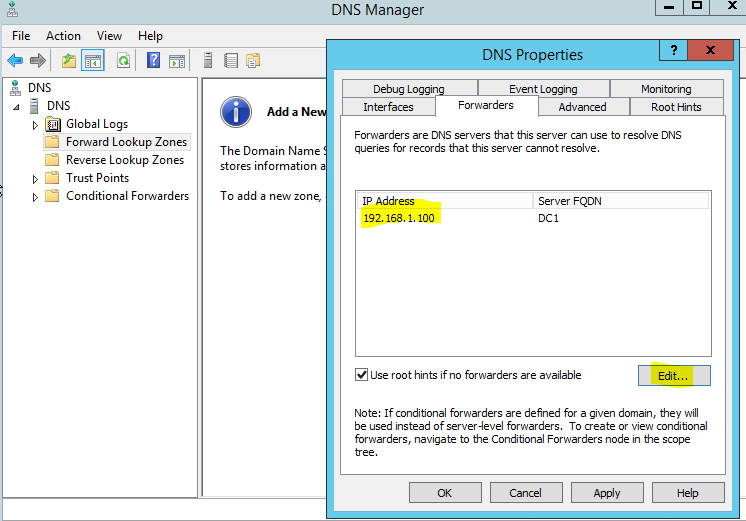 DNS Manager
File Action View Help
DNS
DNS
Global Logs
Forward Lookup Zones
Reverse Lookup Zones
Trust Points
Conditional Forwarders
Add a New
The Domain Name S
stores information a
To add a new zone,
DNS Properties
? X
Debug Logging Event Logging Monitoring
Interfaces Forwarders Advanced Root Hints
Forwarders are DNS servers that this server can use to resolve DNS
queries for records that this server cannot resolve.
IP Address Server FQDN
192.168.1.100 DC1
Use root hints if no forwarders are available
Edit...
Note: If conditional forwarders are defined for a given domain, they will
be used instead of server-level forwarders. To create or view conditional
forwarders, navigate to the Conditional Forwarders node in the scope
tree.
OK Cancel Apply Help